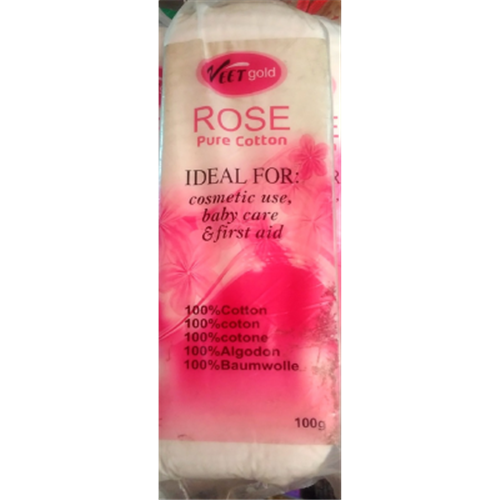 VEET gold
ROSE
Pure Cotton
IDEAL FOR:
cosmetic use,
baby care
& first aid
100%Cotton
100%coton
100%cotone
100%Algodon
100%Baumwolle
100g